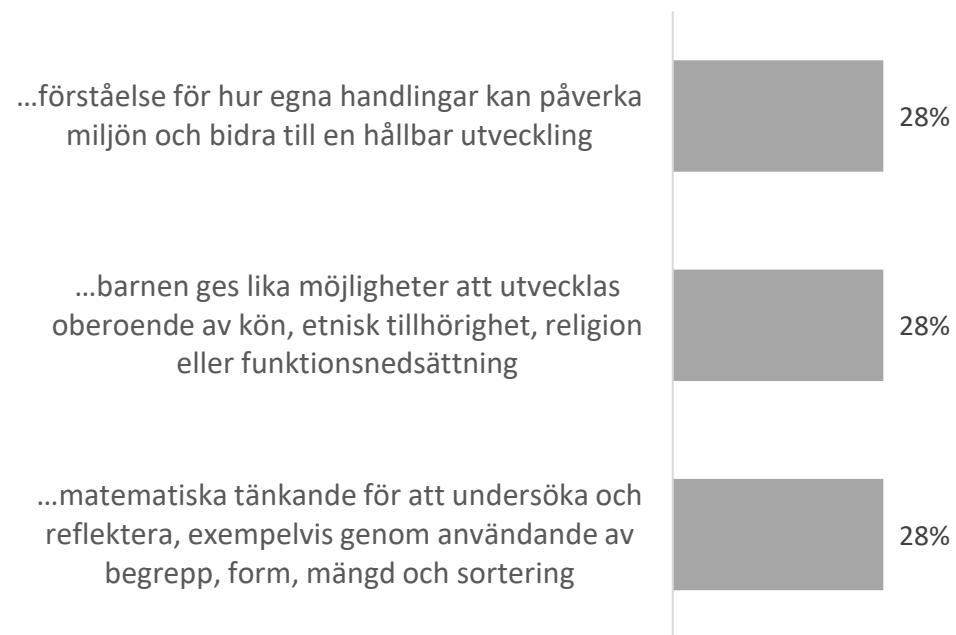 ...förståelse för hur egna handlingar kan påverka
miljön och bidra till en hållbar utveckling
28%
...barnen ges lika möjligheter att utvecklas
oberoende av kön, etnisk tillhörighet, religion
eller funktionsnedsättning
28%
...matematiska tänkande för att undersöka och
reflektera, exempelvis genom användande av
begrepp, form, mängd och sortering
28%